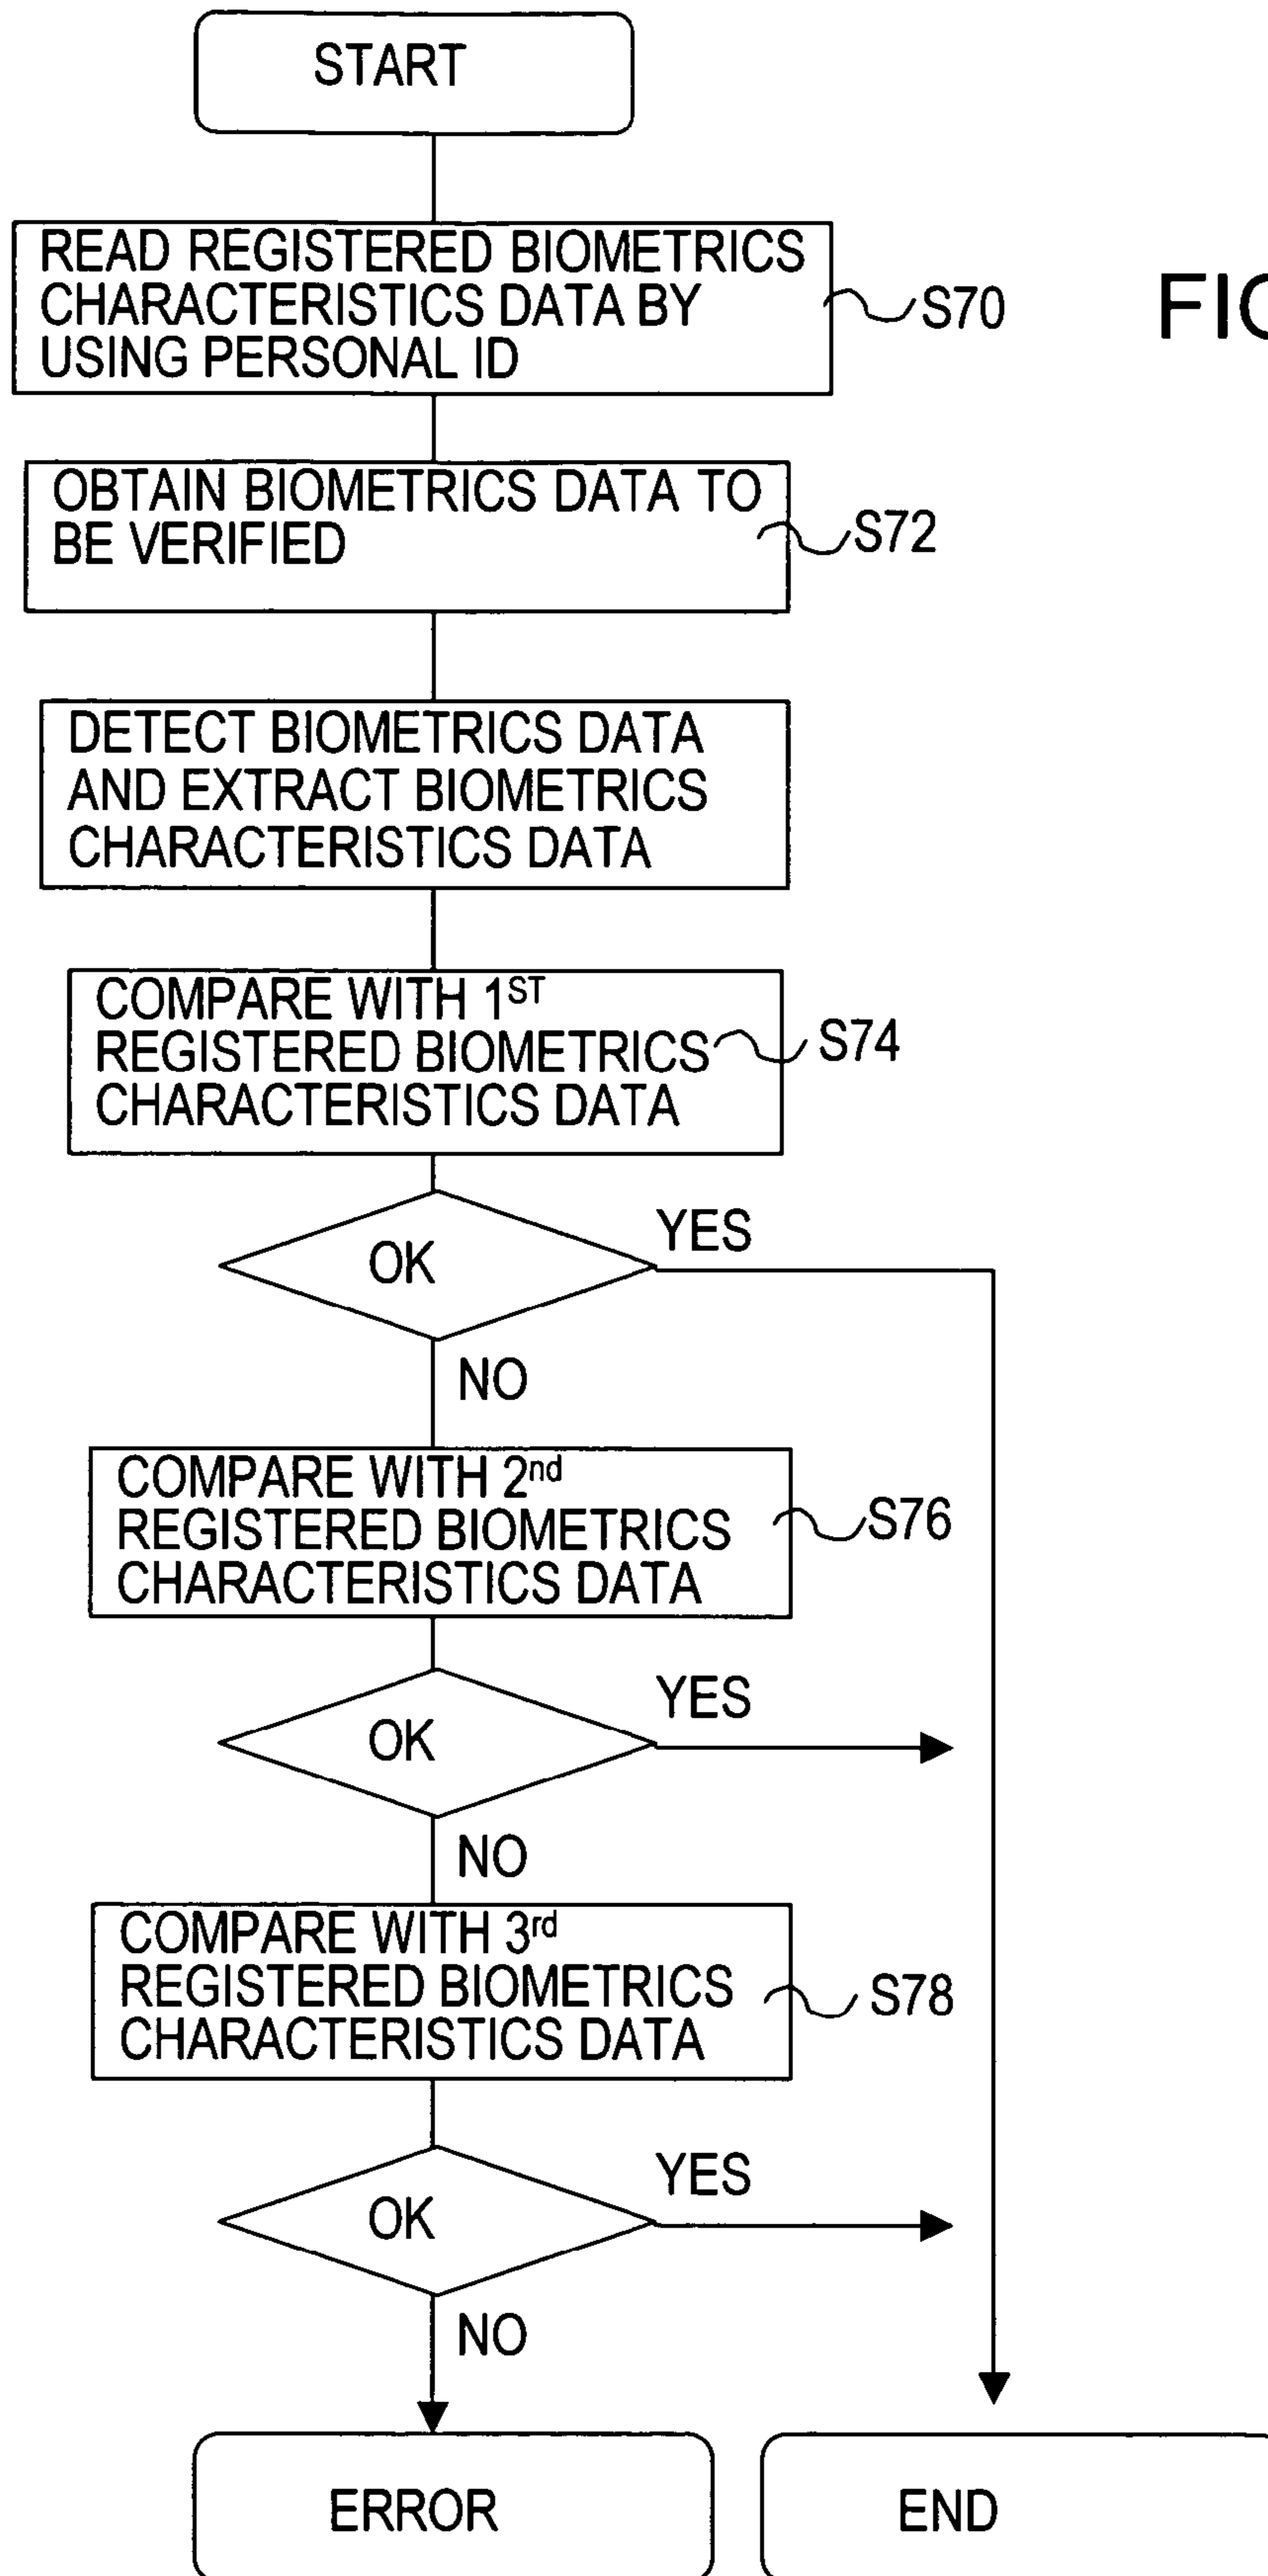 START
READ REGISTERED BIOMETRICS
CHARACTERISTICS DATA BY
USING PERSONAL ID
S70
OBTAIN BIOMETRICS DATA TO
BE VERIFIED
S72
DETECT BIOMETRICS DATA
AND EXTRACT BIOMETRICS
CHARACTERISTICS DATA
COMPARE WITH 1ST
REGISTERED BIOMETRICS
CHARACTERISTICS DATA
S74
OK
YES
NO
COMPARE WITH 2nd
REGISTERED BIOMETRICS
CHARACTERISTICS DATA
S76
OK
YES
NO
COMPARE WITH 3rd
REGISTERED BIOMETRICS
CHARACTERISTICS DATA
S78
OK
YES
NO
ERROR
END